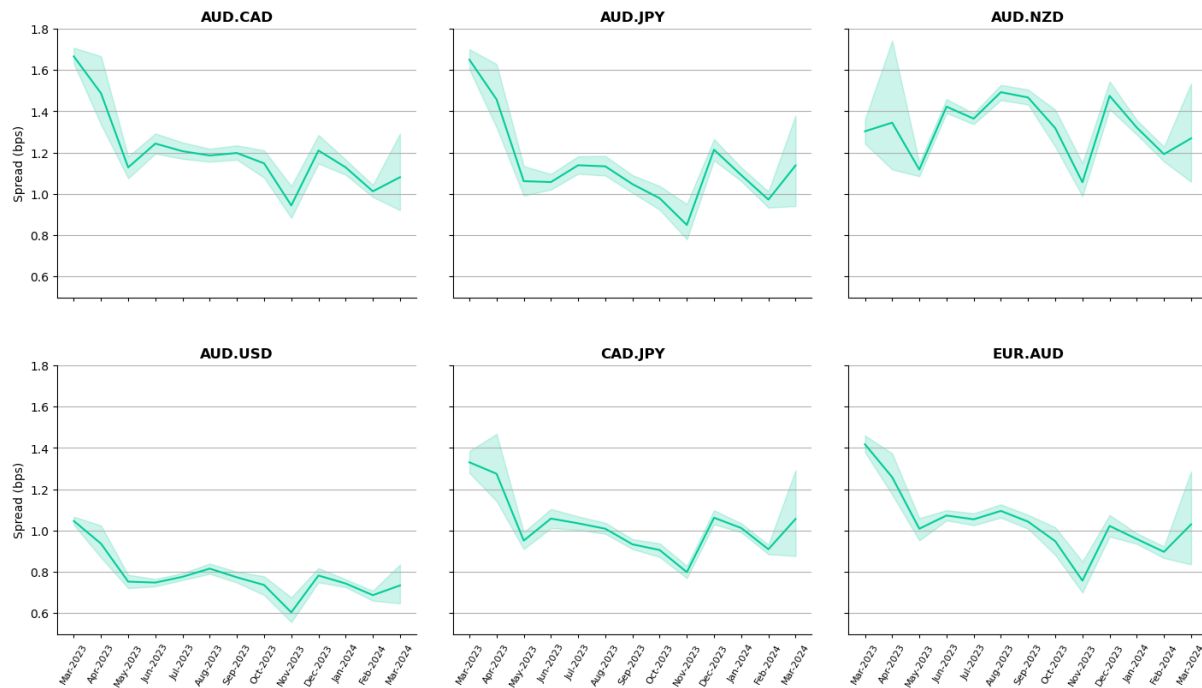 AUD.CAD
AUD.JPY
AUD.NZD
1.8
1.6
1.4
1.2
1.0
0.8
0.6
Spread (bps)
AUD.USD
CAD.JPY
EUR.AUD
1.8
1.6
1.4
1.2
1.0
0.8
0.6
Spread (bps)
Mar-2023
Apr-2023
May-2023
Jun-2023
Jul-2023
Aug-2023
Sep-2023
Oct-2023
Nov-2023
Dec-2023
Jan-2024
Feb-2024
Mar-2024
Mar-2023
Apr-2023
May-2023
Jun-2023
Jul-2023
Aug-2023
Sep-2023
Oct-2023
Nov-2023
Dec-2023
Jan-2024
Feb-2024
Mar-2024
Mar-2023
Apr-2023
May-2023
Jun-2023
Jul-2023
Aug-2023
Sep-2023
Oct-2023
Nov-2023
Dec-2023
Jan-2024
Feb-2024
Mar-2024